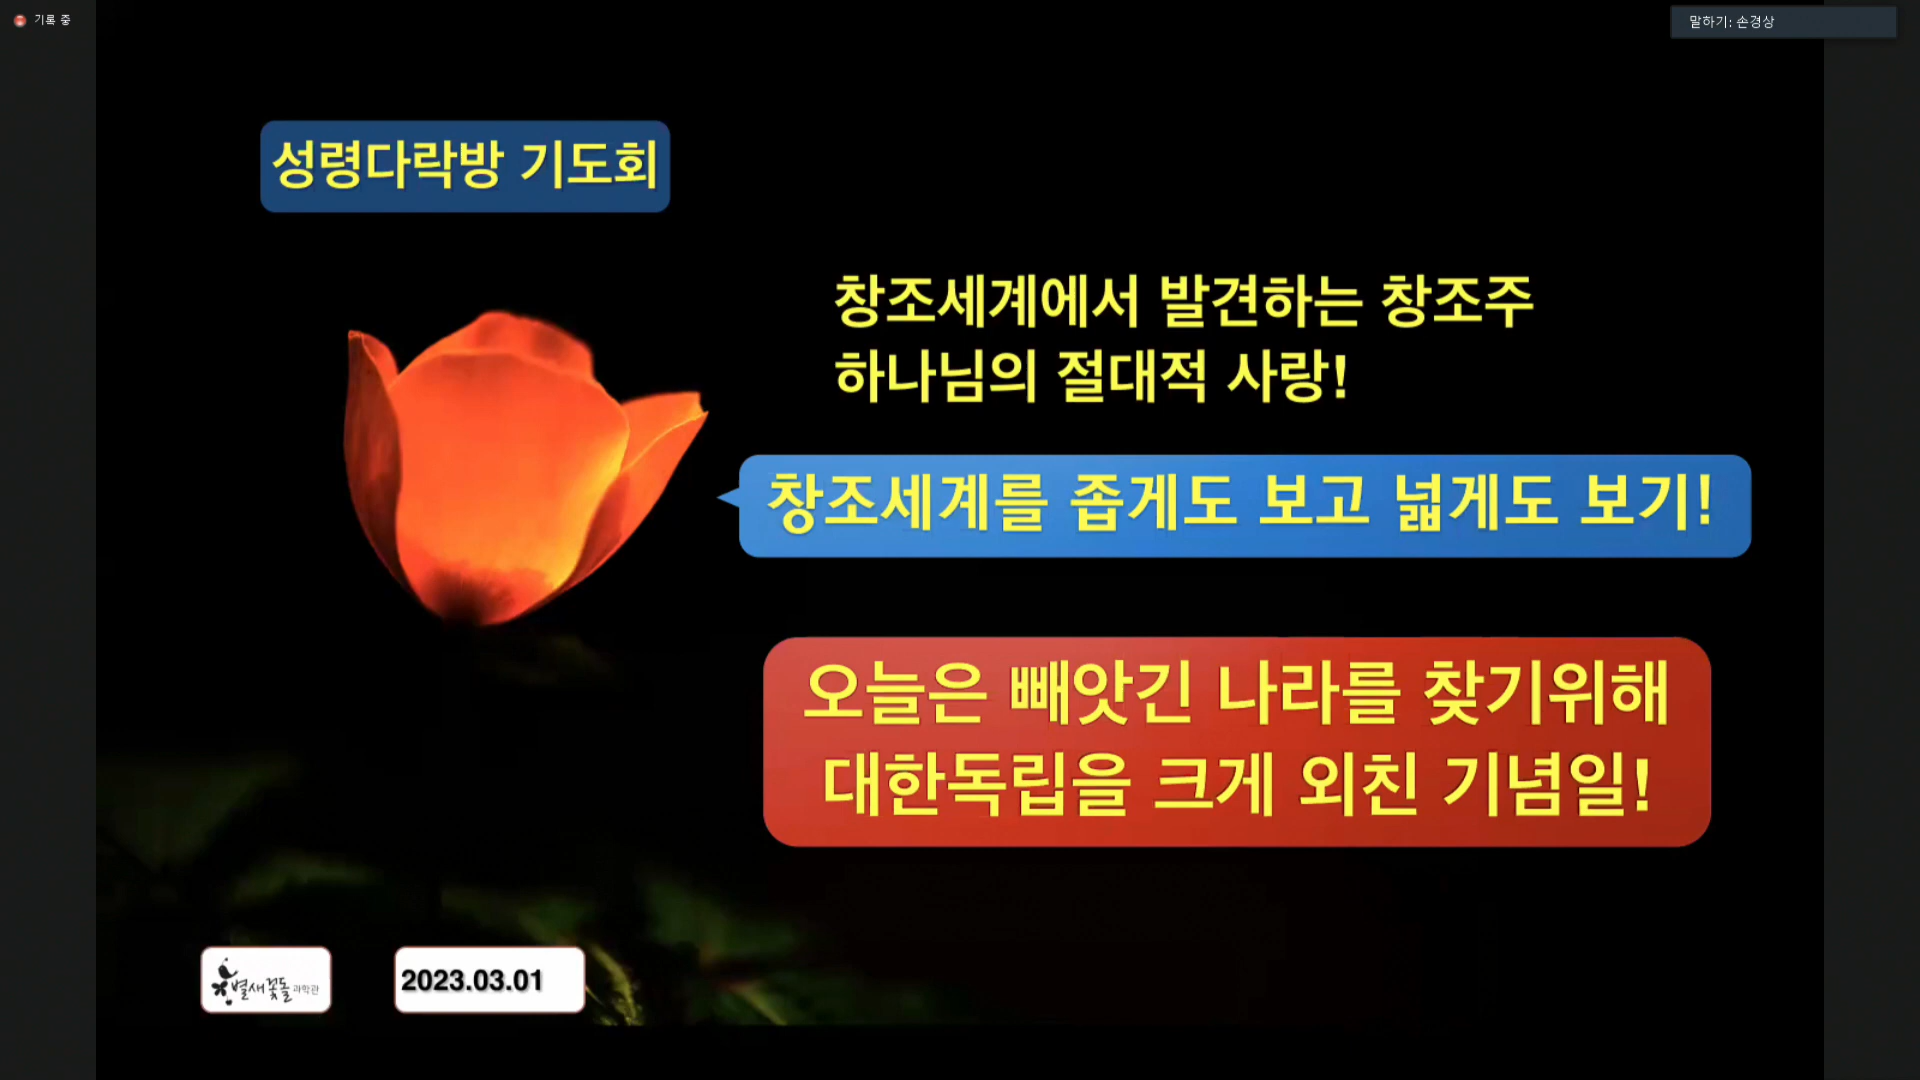 기록 중
말하기: 손경상
성령다락방 기도회
창조세계에서 발견하는 창조주
하나님의 절대적 사랑!
창조세계를 좁게도 보고 넓게도 보기!
오늘은 빼앗긴 나라를 찾기위해
대한독립을 크게 외친 기념일!
별새꽃돌 과학관
2023.03.01